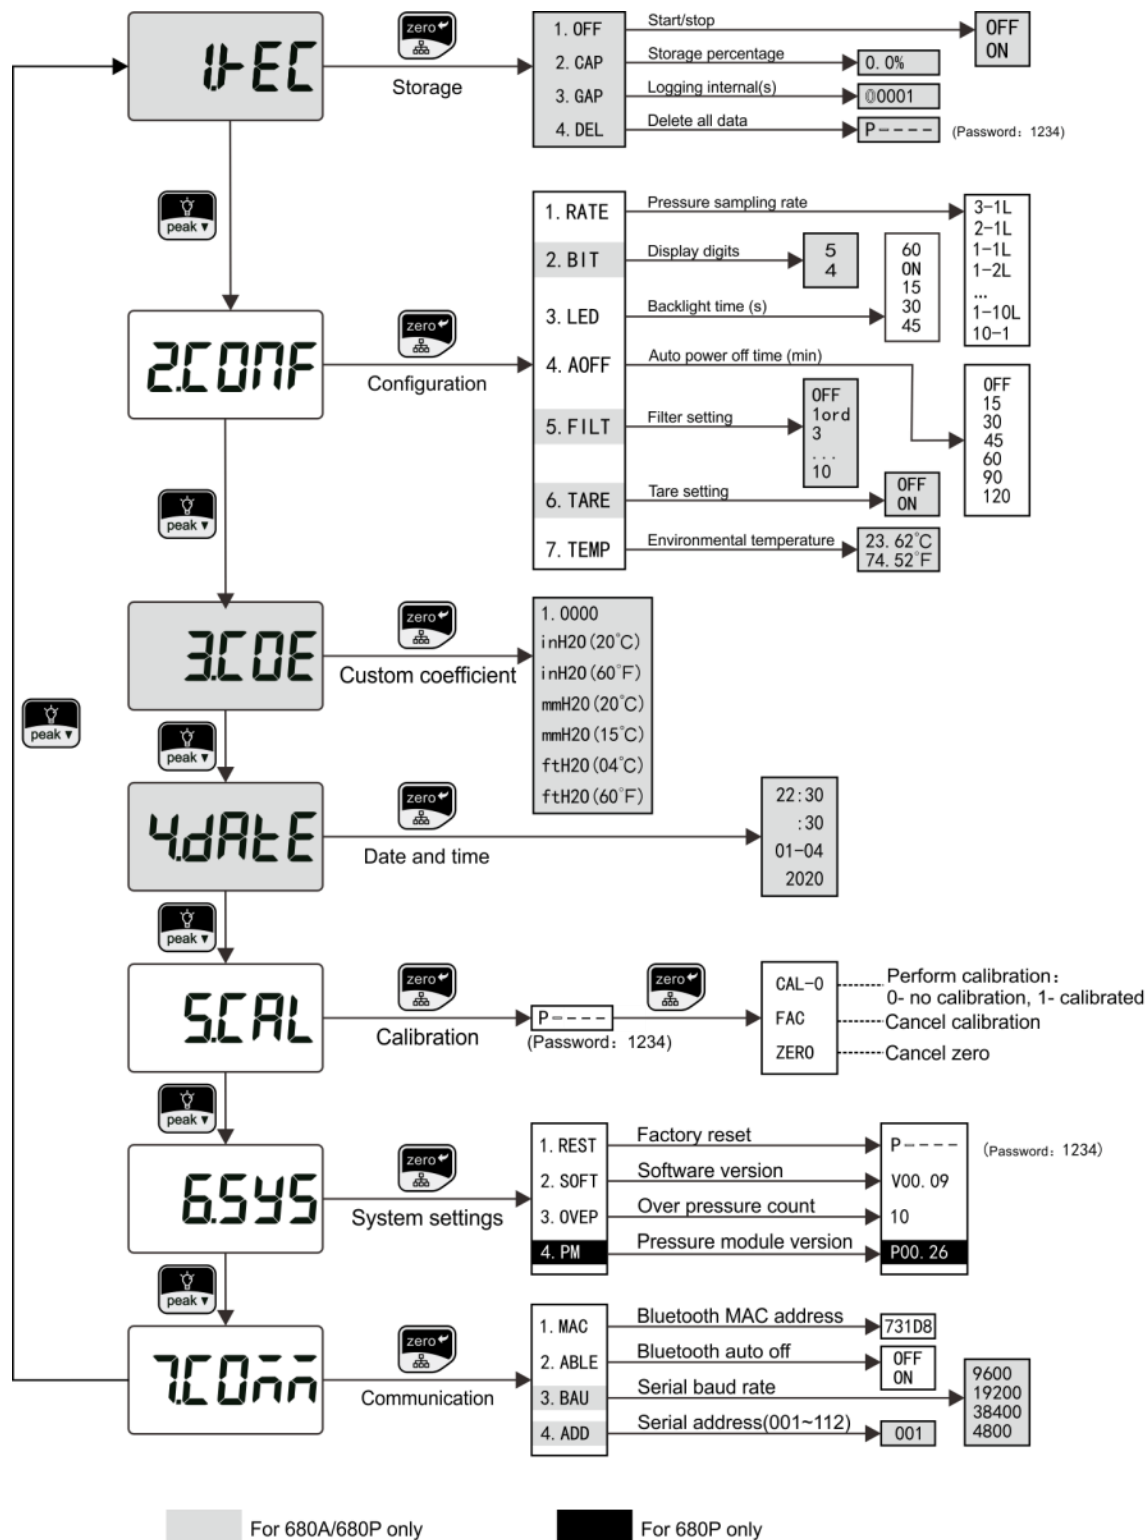 1.rEC
zero
Storage
1. OFF
Start/stop
OFF
ON
2. CAP
Storage percentage
0. 0%
3. GAP
Logging internal(s)
00001
4. DEL
Delete all data
P----
(Password: 1234)
peak ▼
2.CONF
zero
Configuration
1. RATE
Pressure sampling rate
3-1L
2-1L
1-1L
1-2L
...
1-10L
10-1
2. BIT
Display digits
5
4
3. LED
Backlight time (s)
60
ON
15
30
45
4. AOFF
Auto power off time (min)
OFF
15
30
45
60
90
120
5. FILT
Filter setting
OFF
1ord
3
...
10
6. TARE
Tare setting
OFF
ON
7. TEMP
Environmental temperature
23. 62°C
74. 52°F
peak ▼
3.COE
zero
Custom coefficient
1. 0000
inH20(20°C)
inH20(60°F)
mmH20(20°C)
mmH20(15°C)
ftH20(04°C)
ftH20(60°F)
peak ▼
peak ▼
4.dAtE
zero
Date and time
22:30
:30
01-04
2020
peak ▼
5.CAL
zero
Calibration
P----
(Password: 1234)
zero
CAL-0
Perform calibration:
0- no calibration, 1- calibrated
FAC
Cancel calibration
ZERO
Cancel zero
peak ▼
6.SYS
zero
System settings
1. REST
Factory reset
P----
(Password: 1234)
2. SOFT
Software version
V00. 09
3. OVEP
Over pressure count
10
4. PM
Pressure module version
P00. 26
peak ▼
7.COmm
zero
Communication
1. MAC
Bluetooth MAC address
731D8
2. ABLE
Bluetooth auto off
OFF
ON
3. BAU
Serial baud rate
9600
19200
38400
4800
4. ADD
Serial address(001~112)
001
For 680A/680P only
For 680P only